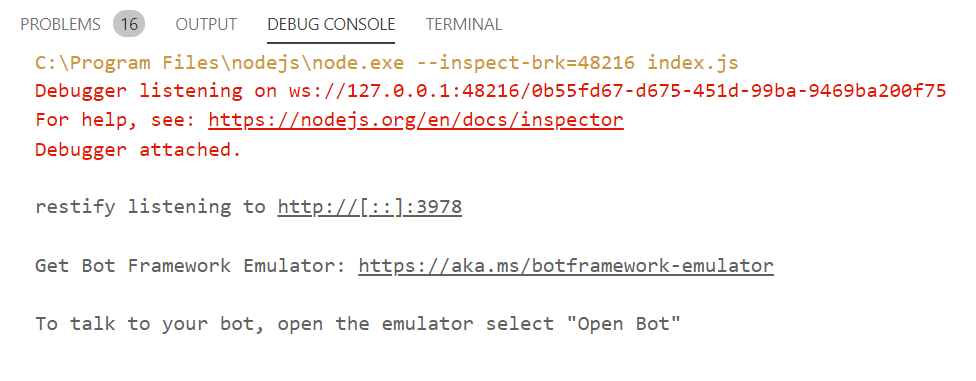 PROBLEMS 16 OUTPUT DEBUG CONSOLE TERMINAL
C:\Program Files\nodejs\node.exe --inspect-brk=48216 index.js
Debugger listening on ws://127.0.0.1:48216/0b55fd67-d675-451d-99ba-9469ba200f75
For help, see: https://nodejs.org/en/docs/inspector
Debugger attached.
restify listening to http://[::]:3978
Get Bot Framework Emulator: https://aka.ms/botframework-emulator
To talk to your bot, open the emulator select "Open Bot"